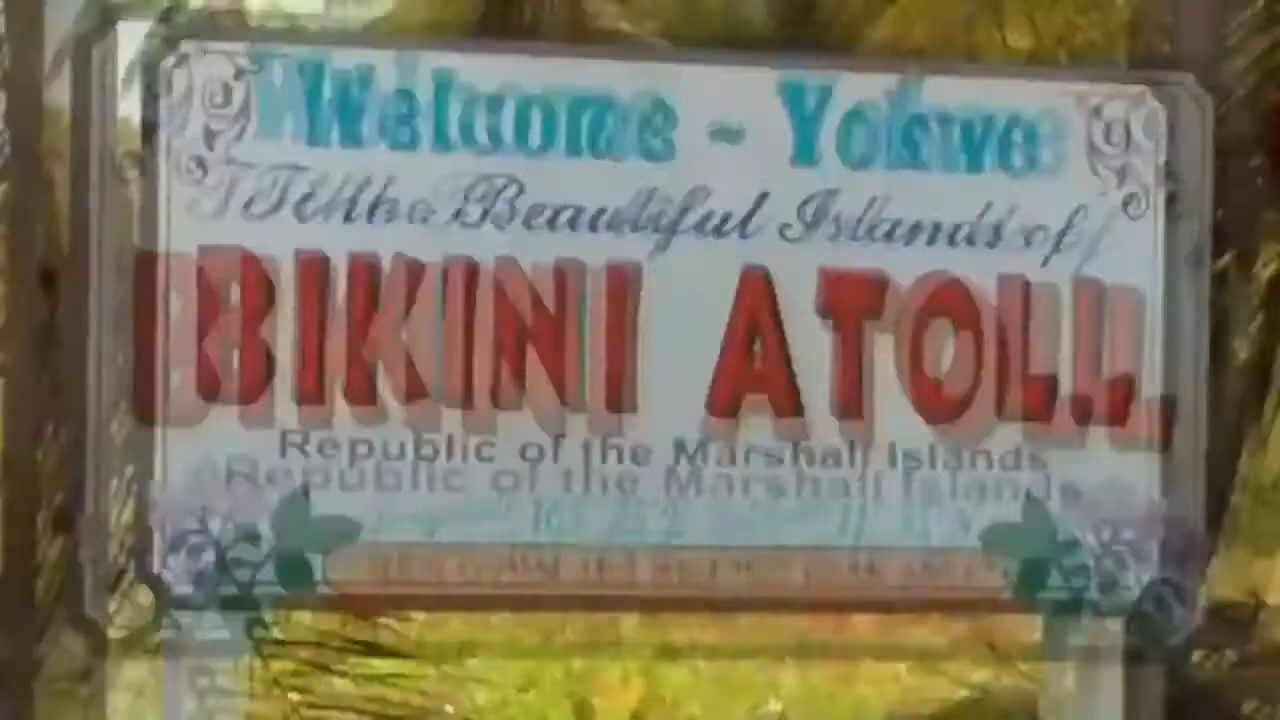 Welcome ~ Yokwe
To the Beautiful Islands of
BIKINI ATOLL
Republic of the Marshall Islands